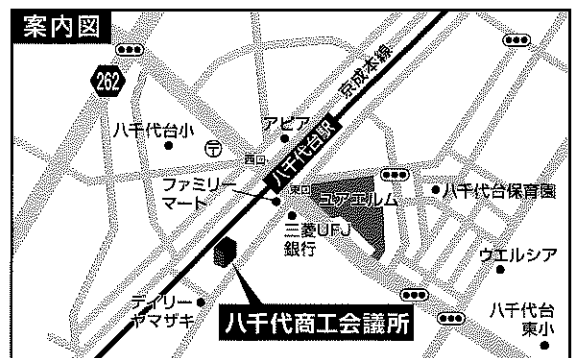 案内図
262
京成本線
八千代台小
〒
アピア
西口
八千代台駅
東口
ファミリー
マート
ユアエルム
八千代台保育園
三菱UFJ
銀行
ウエルシア
デイリー
ヤマザキ
八千代商工会議所
八千代台
東小